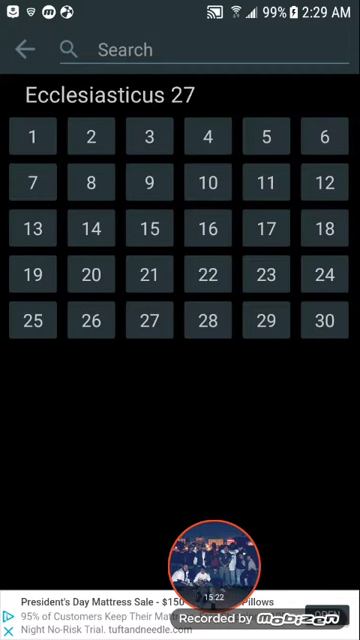 99% 2:29 AM
Search
Ecclesiasticus 27
1 2 3 4 5 6
7 8 9 10 11 12
13 14 15 16 17 18
19 20 21 22 23 24
25 26 27 28 29 30
15:22
President's Day Mattress Sale - $150 Pillows
95% of Customers Keep Their Mat
Recorded by mobizen
OPEN
Night No-Risk Trial. tuftandneedle.com